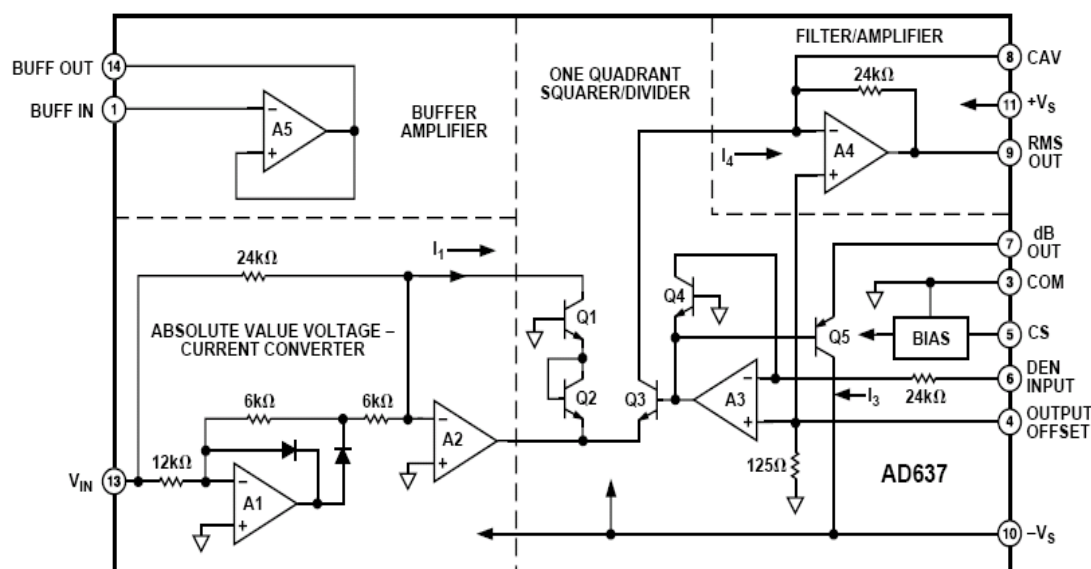 FILTER/AMPLIFIER
8 CAV
24kΩ
11 +VS
BUFF OUT 14
ONE QUADRANT
SQUARER/DIVIDER
BUFF IN 1
BUFFER
AMPLIFIER
A5
−
+
I4
−
A4
+
9 RMS
OUT
7 dB
OUT
I1
24kΩ
3 COM
Q4
Q1
ABSOLUTE VALUE VOLTAGE –
CURRENT CONVERTER
Q5
BIAS
5 CS
6 DEN
INPUT
Q2
Q3
A3
−
+
I3
24kΩ
6kΩ
6kΩ
−
A2
+
4 OUTPUT
OFFSET
125Ω
AD637
VIN 13
12kΩ
−
A1
+
10 –VS